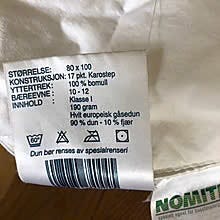 STØRRELSE: 80 x 100
KONSTRUKSJON: 17 pkt. Karostep
YTTERTREK: 100% bomull
BÆREEVNE: 10 - 12
INNHOLD : Klasse I
190 gram
Hvit europeisk gåsedun
90 % dun - 10 % fjær
Dun bør renses av spesialrenseri
NOMIT